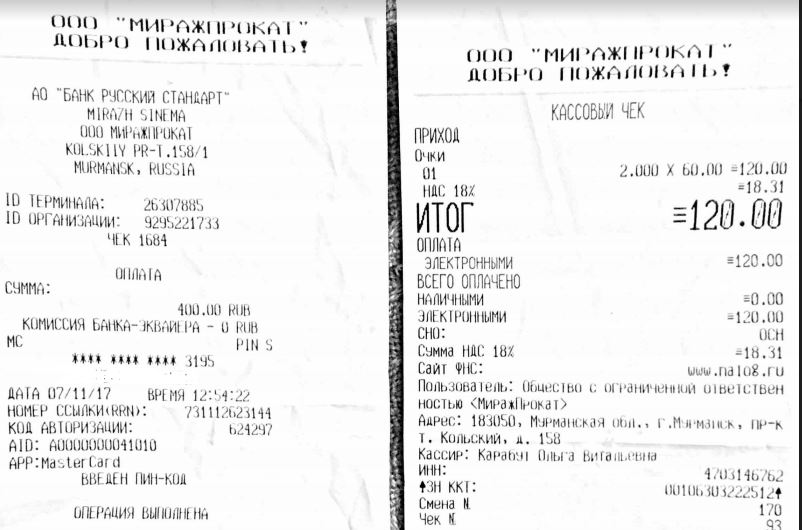 ООО "МИРАЖПРОКАТ"
ДОБРО ПОЖАЛОВАТЬ!
АО "БАНК РУССКИЙ СТАНДАРТ"
MIRAZH SINEMA
ООО МИРАЖПРОКАТ
KOLSKIIY PR-T.158/1
MURMANSK, RUSSIA
ID ТЕРМИНАЛА: 26307885
ID ОРГАНИЗАЦИИ: 9295221733
ЧЕК 1684
ОПЛАТА
СУММА:
400.00 RUB
КОМИССИЯ БАНКА-ЭКВАЙЕРА - 0 RUB
MC PIN S
**** **** **** 3195
ДАТА 07/11/17 ВРЕМЯ 12:54:22
НОМЕР ССЫЛКИ(RRN): 731112623144
КОД АВТОРИЗАЦИИ: 624297
AID: A0000000041010
APP:MasterCard
ВВЕДЕН ПИН-КОД
ОПЕРАЦИЯ ВЫПОЛНЕНА
ООО "МИРАЖПРОКАТ"
ДОБРО ПОЖАЛОВАТЬ!
КАССОВЫЙ ЧЕК
ПРИХОД
Очки
01 2.000 X 60.00 =120.00
НДС 18% =18.31
ИТОГ =120.00
ОПЛАТА
ЭЛЕКТРОННЫМИ =120.00
ВСЕГО ОПЛАЧЕНО
НАЛИЧНЫМИ =0.00
ЭЛЕКТРОННЫМИ =120.00
СНО: ОСН
Сумма НДС 18% =18.31
Сайт ФНС: www.nalog.ru
Пользователь: Общество с ограниченной ответствен
ностью <МиражПрокат>
Адрес: 183050, Мурманская обл., г.Мурманск, пр-к
т. Кольский, д. 158
Кассир: Карабут Ольга Витальевна
ИНН: 4703146762
↑ЗН ККТ: 00106303222512↑
Смена № 170
Чек № 93